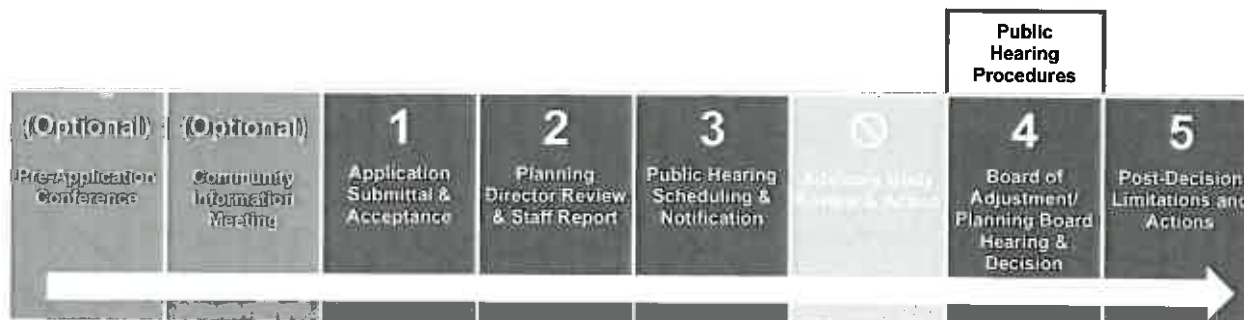 Public
Hearing
Procedures
(Optional)
Pre-Application
Conference
(Optional)
Community
Information
Meeting
1
Application
Submittal &
Acceptance
2
Planning
Director Review
& Staff Report
3
Public Hearing
Scheduling &
Notification
4
Board of
Adjustment/
Planning Board
Hearing &
Decision
5
Post-Decision
Limitations and
Actions